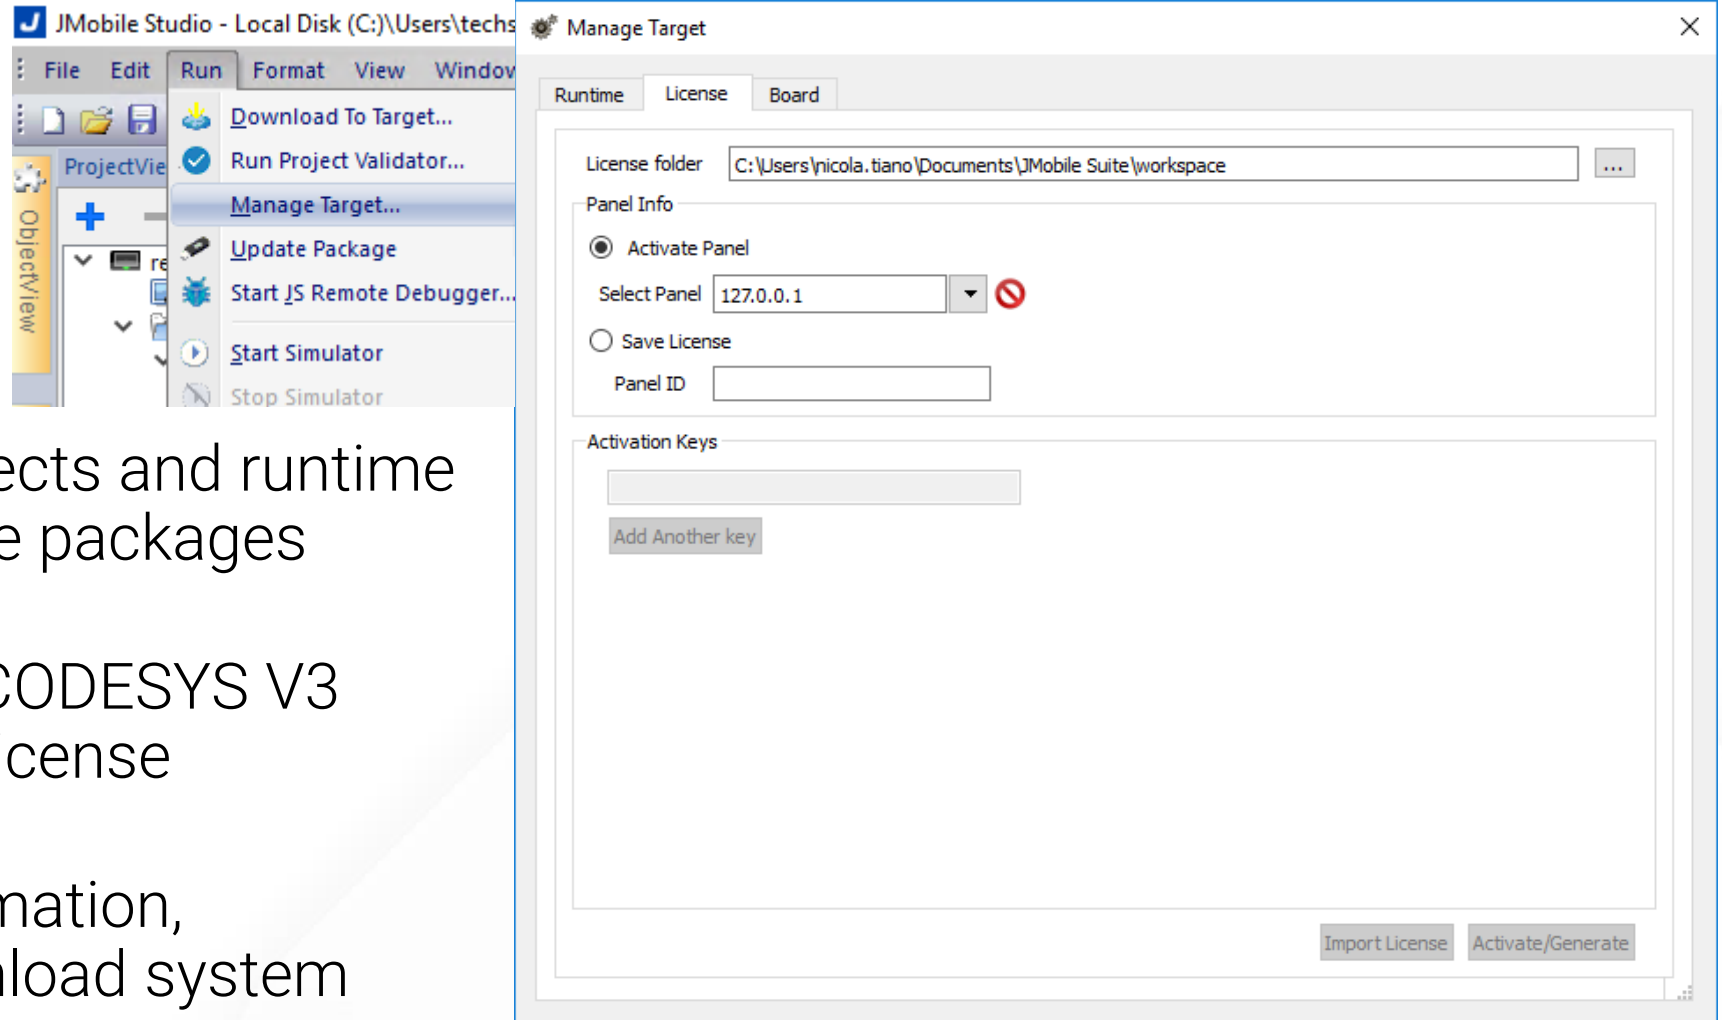 JMobile Studio - Local Disk (C:)\Users\techs
File Edit Run Format View Window
Download To Target...
ProjectVie
Run Project Validator...
Manage Target...
ObjectView
Update Package
re
Start JS Remote Debugger...
Start Simulator
Stop Simulator
ects and runtime
e packages
CODESYS V3
icense
mation,
nload system
Manage Target
Runtime License Board
License folder C:\Users\nicola.tiano\Documents\JMobile Suite\workspace ...
Panel Info
Activate Panel
Select Panel 127.0.0.1
Save License
Panel ID
Activation Keys
Add Another key
Import License Activate/Generate